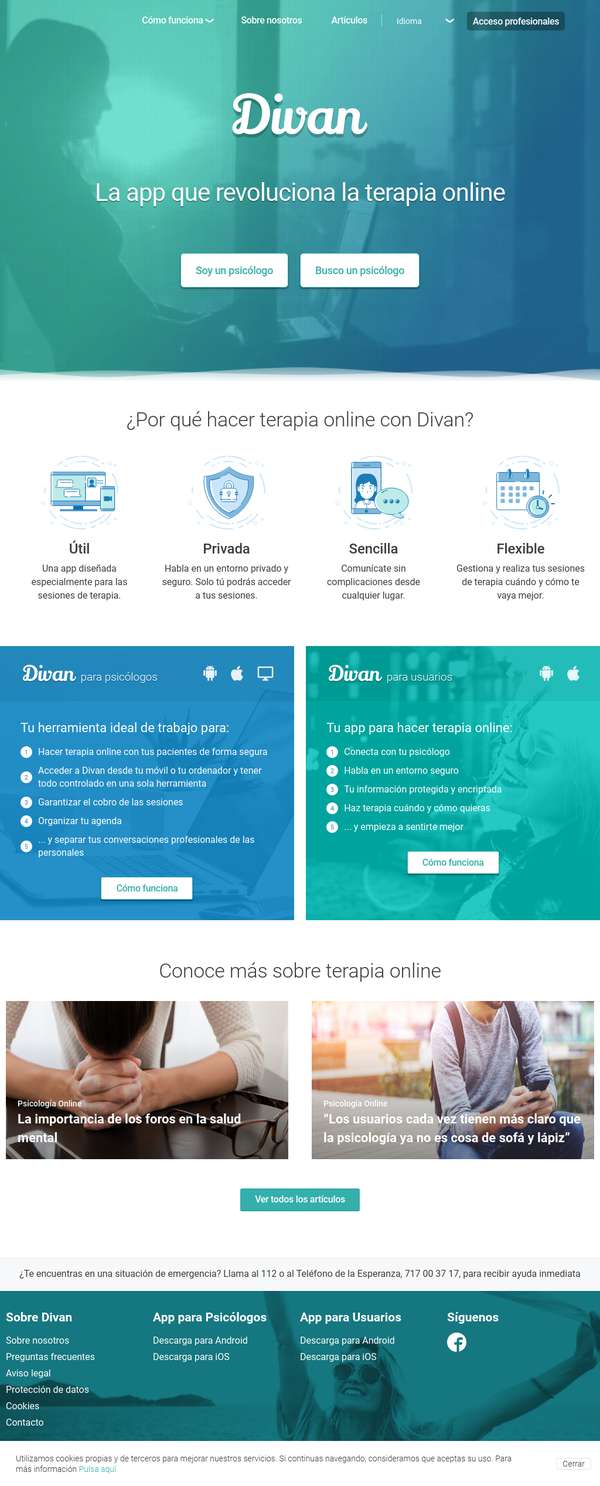 Cómo funciona
Sobre nosotros
Artículos
Idioma
Acceso profesionales
Divan
La app que revoluciona la terapia online
Soy un psicólogo
Busco un psicólogo
¿Por qué hacer terapia online con Divan?
Útil
Una app diseñada
especialmente para las
sesiones de terapia.
Privada
Habla en un entorno privado y
seguro. Solo tú podrás acceder
a tus sesiones.
Sencilla
Comunícate sin
complicaciones desde
cualquier lugar.
Flexible
Gestiona y realiza tus sesiones
de terapia cuándo y cómo te
vaya mejor.
Divan para psicólogos
Tu herramienta ideal de trabajo para:
1 Hacer terapia online con tus pacientes de forma segura
2 Acceder a Divan desde tu móvil o tu ordenador y tener
todo controlado en una sola herramienta
3 Garantizar el cobro de las sesiones
4 Organizar tu agenda
5 ... y separar tus conversaciones profesionales de las
personales
Cómo funciona
Divan para usuarios
Tu app para hacer terapia online:
1 Conecta con tu psicólogo
2 Habla en un entorno seguro
3 Tu información protegida y encriptada
4 Haz terapia cuándo y cómo quieras
5 ... y empieza a sentirte mejor
Cómo funciona
Conoce más sobre terapia online
Psicología Online
La importancia de los foros en la salud
mental
Psicología Online
"Los usuarios cada vez tienen más claro que
la psicología ya no es cosa de sofá y lápiz"
Ver todos los artículos
¿Te encuentras en una situación de emergencia? Llama al 112 o al Teléfono de la Esperanza, 717 00 37 17, para recibir ayuda inmediata
Sobre Divan
Sobre nosotros
Preguntas frecuentes
Aviso legal
Protección de datos
Cookies
Contacto
App para Psicólogos
Descarga para Android
Descarga para iOS
App para Usuarios
Descarga para Android
Descarga para iOS
Síguenos
Utilizamos cookies propias y de terceros para mejorar nuestros servicios. Si continuas navegando, consideramos que aceptas su uso. Para
más información Pulsa aquí
Cerrar